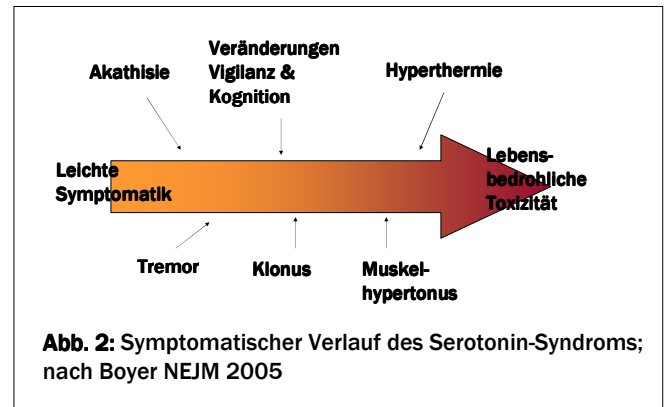 Veränderungen
Vigilanz &
Kognition
Akathisie
Hyperthermie
Leichte
Symptomatik
Lebens-
bedrohliche
Toxizität
Tremor
Klonus
Muskel-
hypertonus
Abb. 2: Symptomatischer Verlauf des Serotonin-Syndroms;
nach Boyer NEJM 2005